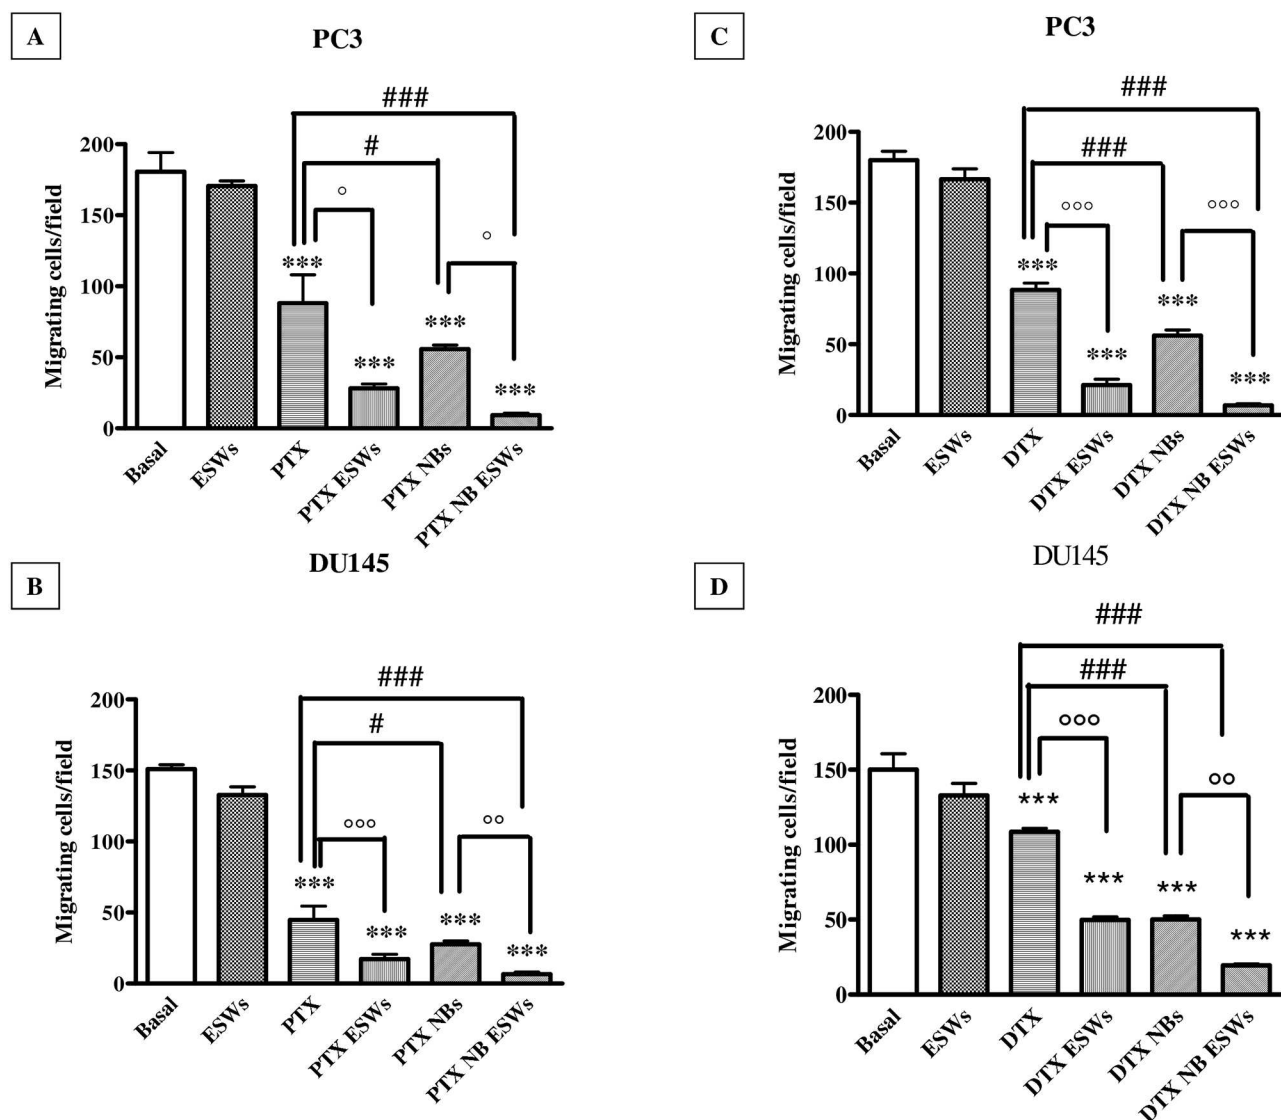 A
PC3
###
#
○
○
***
***
***
***
Migrating cells/field
200
150
100
50
0
Basal
ESWs
PTX
PTX ESWs
PTX NBs
PTX NB ESWs
B
DU145
###
#
○○○
○○
***
***
***
***
Migrating cells/field
200
150
100
50
0
Basal
ESWs
PTX
PTX ESWs
PTX NBs
PTX NB ESWs
C
PC3
###
###
○○○
○○○
***
***
***
***
Migrating cells/field
200
150
100
50
0
Basal
ESWs
DTX
DTX ESWs
DTX NBs
DTX NB ESWs
D
DU145
###
###
○○○
○○
***
***
***
***
Migrating cells/field
200
150
100
50
0
Basal
ESWs
DTX
DTX ESWs
DTX NBs
DTX NB ESWs